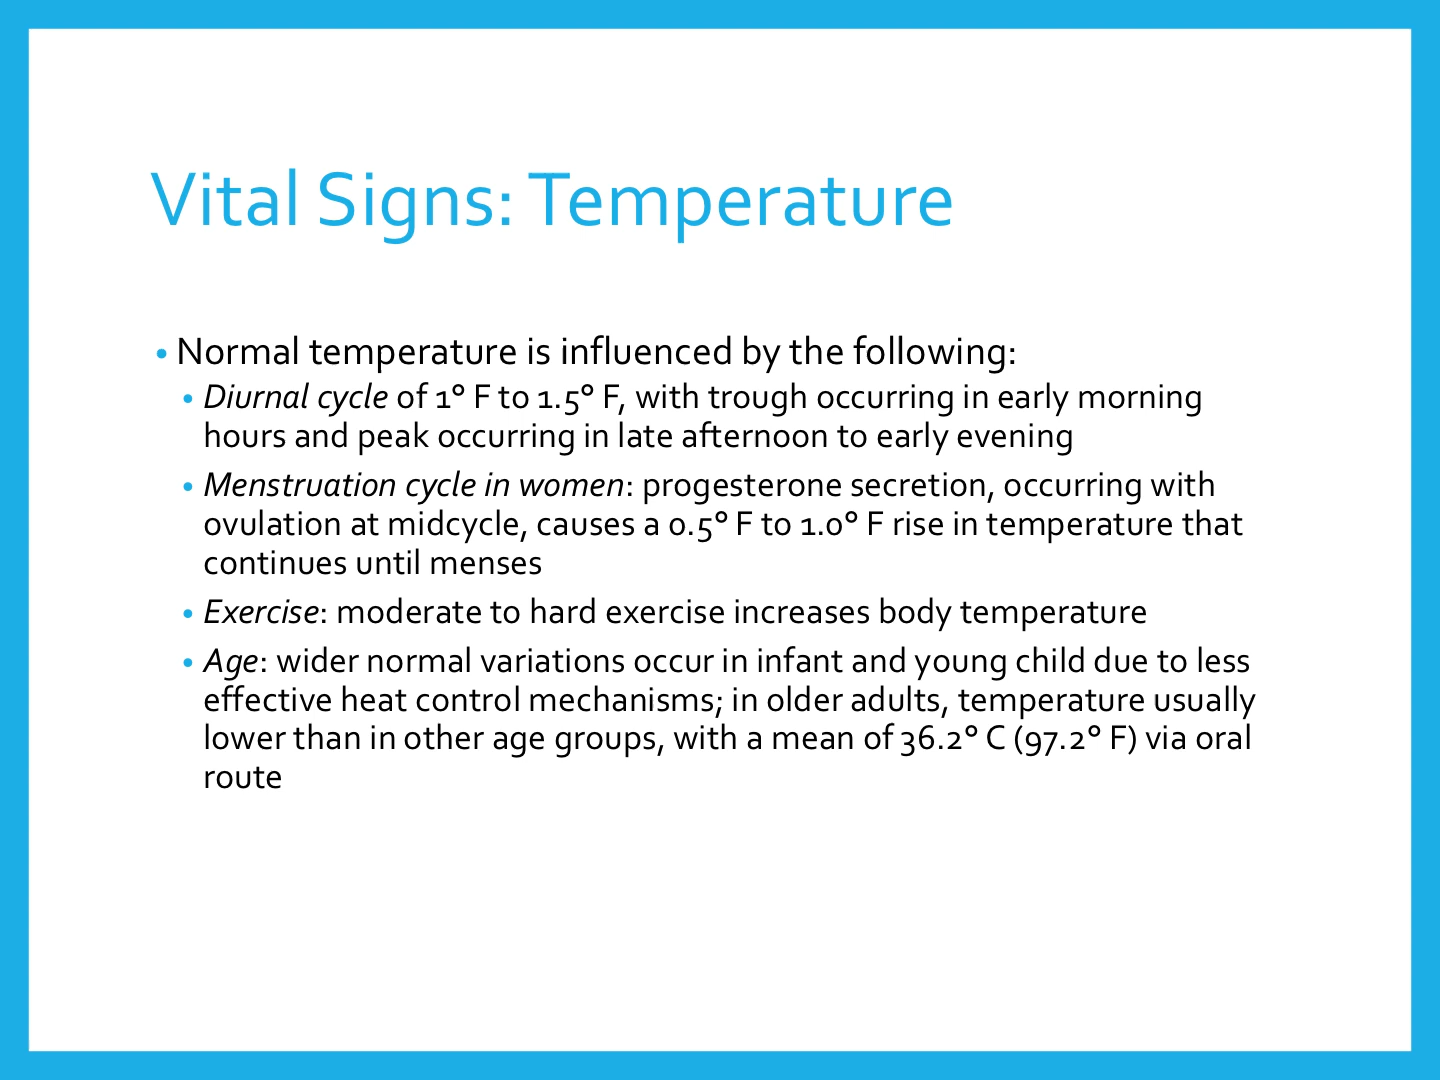 Vital Signs: Temperature
• Normal temperature is influenced by the following:
• Diurnal cycle of 1° F to 1.5° F, with trough occurring in early morning
hours and peak occurring in late afternoon to early evening
• Menstruation cycle in women: progesterone secretion, occurring with
ovulation at midcycle, causes a 0.5° F to 1.0° F rise in temperature that
continues until menses
• Exercise: moderate to hard exercise increases body temperature
• Age: wider normal variations occur in infant and young child due to less
effective heat control mechanisms; in older adults, temperature usually
lower than in other age groups, with a mean of 36.2° C (97.2° F) via oral
route